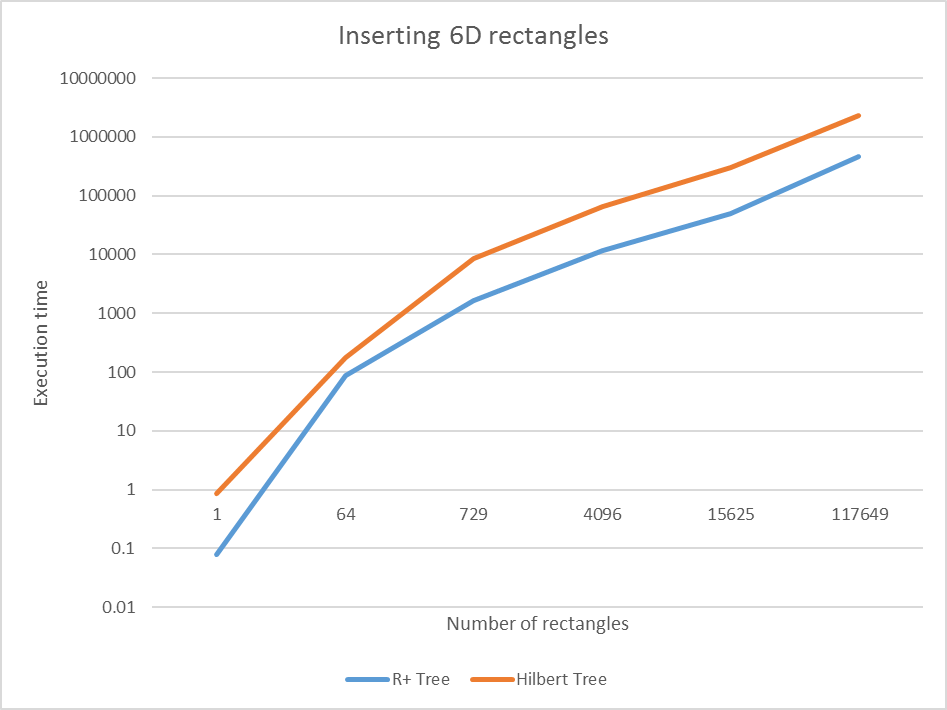 Inserting 6D rectangles
10000000
1000000
100000
10000
1000
100
10
1
0.1
0.01
Execution time
1 64 729 4096 15625 117649
Number of rectangles
R+ Tree Hilbert Tree